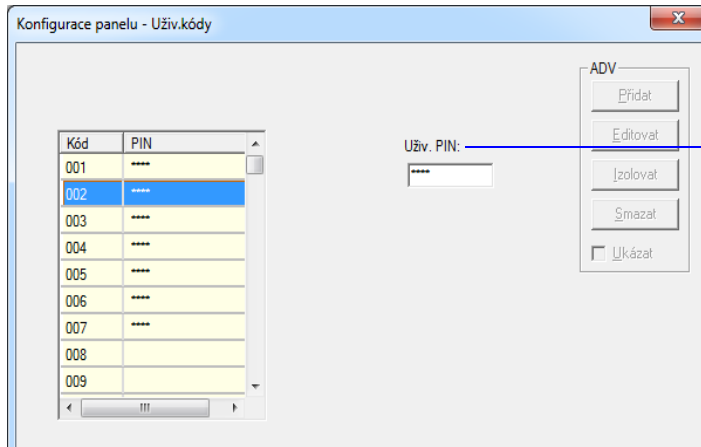 Konfigurace panelu - Uživ.kódy
ADV
Přidat
Editovat
Izolovat
Smazat
Ukázat
Uživ. PIN:
****
Kód PIN
001 ****
002 ****
003 ****
004 ****
005 ****
006 ****
007 ****
008
009